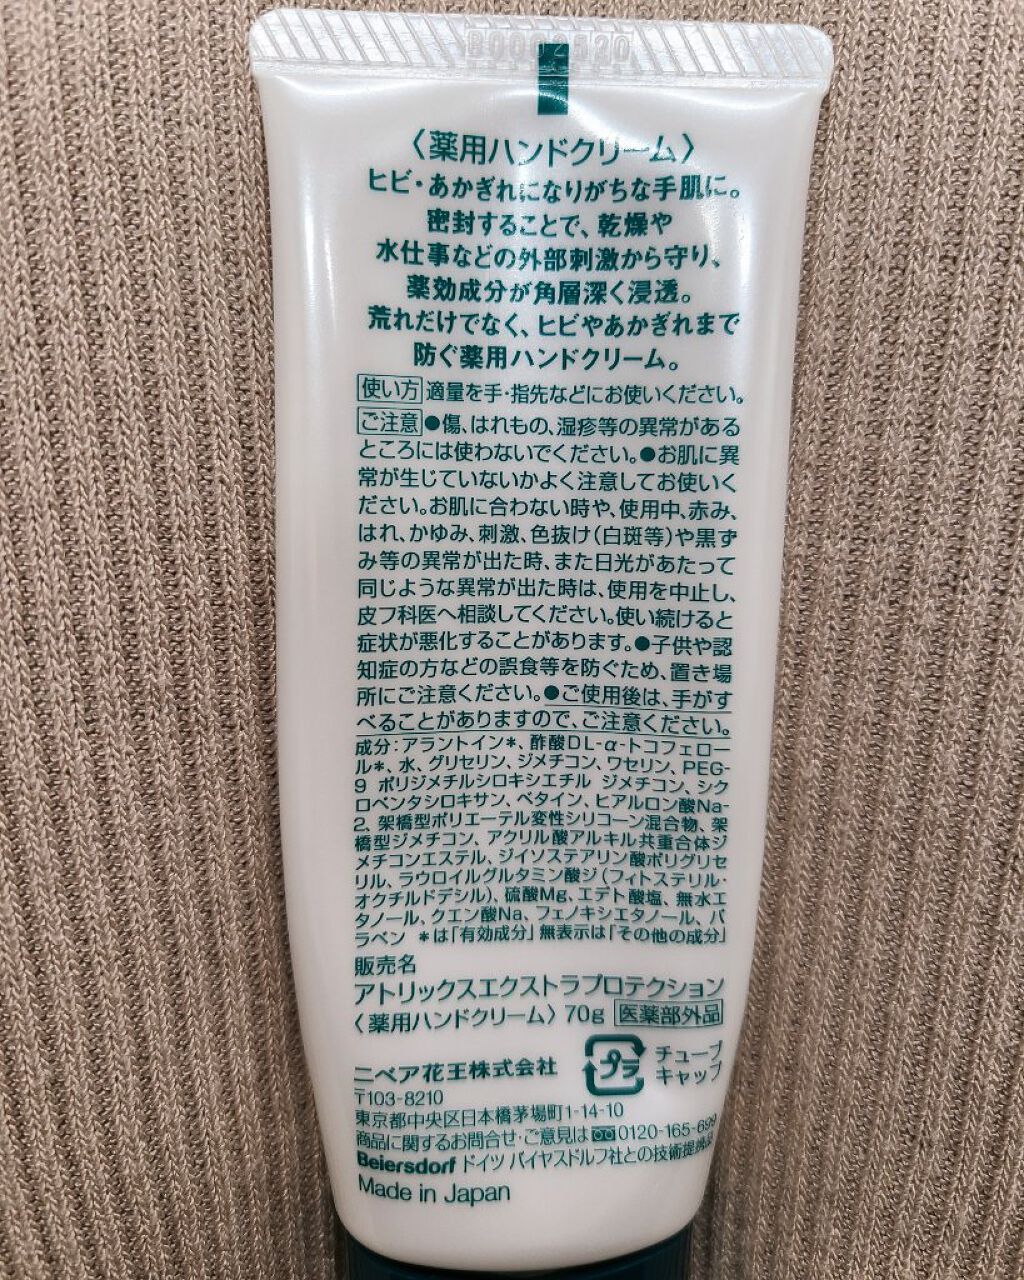 B0002520
〈薬用ハンドクリーム〉
ヒビ・あかぎれになりがちな手肌に。
密封することで、乾燥や
水仕事などの外部刺激から守り、
薬効成分が角層深く浸透。
荒れだけでなく、ヒビやあかぎれまで
防ぐ薬用ハンドクリーム。
使い方 適量を手・指先などにお使いください。
ご注意 ●傷、はれもの、湿疹等の異常がある
ところには使わないでください。●お肌に異
常が生じていないかよく注意してお使いく
ださい。お肌に合わない時や、使用中、赤み、
はれ、かゆみ、刺激、色抜け(白斑等)や黒ず
み等の異常が出た時、また日光があたって
同じような異常が出た時は、使用を中止し、
皮フ科医へ相談してください。使い続けると
症状が悪化することがあります。●子供や認
知症の方などの誤食等を防ぐため、置き場
所にご注意ください。●ご使用後は、手がす
べることがありますので、ご注意ください。
成分：アラントイン*、酢酸DL-α-トコフェロー
ル*、水、グリセリン、ジメチコン、ワセリン、PEG-
9 ポリジメチルシロキシエチル ジメチコン、シク
ロペンタシロキサン、ベタイン、ヒアルロン酸Na-
2、架橋型ポリエーテル変性シリコーン混合物、架
橋型ジメチコン、アクリル酸アルキル共重合体ジ
メチコンエステル、ジイソステアリン酸ポリグリセ
リル、ラウロイルグルタミン酸ジ(フィトステリル・
オクチルドデシル)、硫酸Mg、エデト酸塩、無水エ
タノール、クエン酸Na、フェノキシエタノール、パ
ラベン *は「有効成分」無表示は「その他の成分」
販売名
アトリックスエクストラプロテクション
〈薬用ハンドクリーム〉 70g 医薬部外品
ニベア花王株式会社
プラ チューブ
キャップ
〒103-8210
東京都中央区日本橋茅場町1-14-10
商品に関するお問合せ・ご意見は 0120-165-699
Beiersdorf ドイツ バイヤスドルフ社との技術提携品
Made in Japan